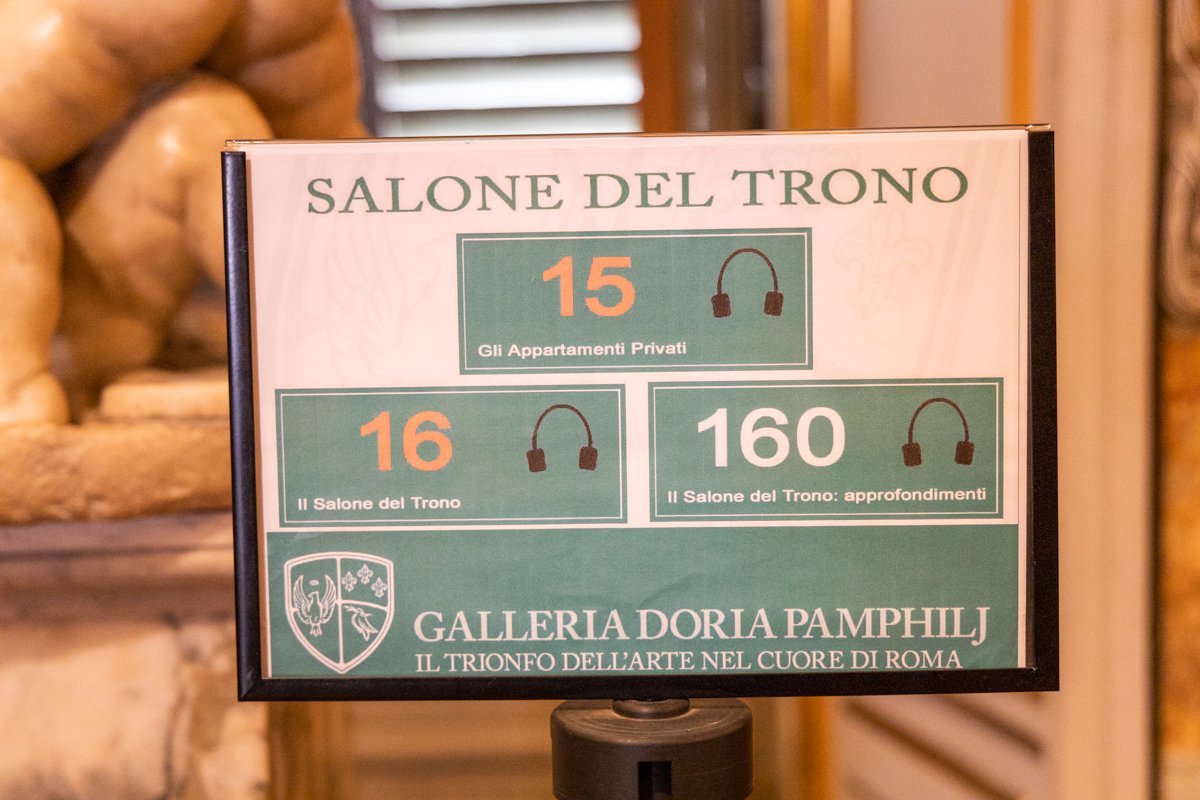 SALONE DEL TRONO
15
Gli Appartamenti Privati
16
Il Salone del Trono
160
Il Salone del Trono: approfondimenti
GALLERIA DORIA PAMPHILJ
IL TRIONFO DELL'ARTE NEL CUORE DI ROMA